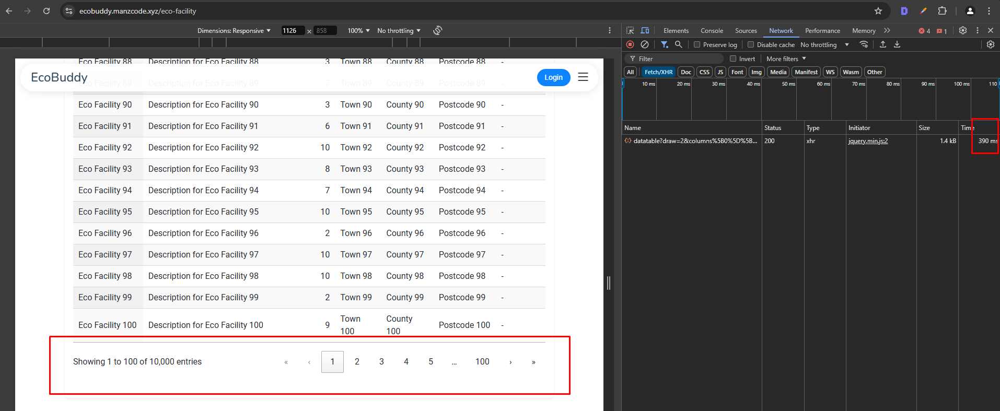 ecobuddy.manzcode.xyz/eco-facility
Dimensions: Responsive ▼ 1126 × 858 100% ▼ No throttling ▼
Elements Console Sources Network Performance Memory 4 1
Preserve log Disable cache No throttling ▼
Filter Invert More filters ▼
All Fetch/XHR Doc CSS JS Font Img Media Manifest WS Wasm Other
10 ms 20 ms 30 ms 40 ms 50 ms 60 ms 70 ms 80 ms 90 ms 100 ms 110
Name Status Type Initiator Size Time
datatable?draw=2&columns%5B0%5D%5B... 200 xhr jquery.min.js:2 1.4 kB 390 ms
Eco Facility 88 Description for Eco Facility 88 3 Town 88 County 88 Postcode 88 -
EcoBuddy Login
Eco Facility 89 Description for Eco Facility 89 7 Town 89 County 89 Postcode 89 -
Eco Facility 90 Description for Eco Facility 90 3 Town 90 County 90 Postcode 90 -
Eco Facility 91 Description for Eco Facility 91 6 Town 91 County 91 Postcode 91 -
Eco Facility 92 Description for Eco Facility 92 10 Town 92 County 92 Postcode 92 -
Eco Facility 93 Description for Eco Facility 93 8 Town 93 County 93 Postcode 93 -
Eco Facility 94 Description for Eco Facility 94 7 Town 94 County 94 Postcode 94 -
Eco Facility 95 Description for Eco Facility 95 10 Town 95 County 95 Postcode 95 -
Eco Facility 96 Description for Eco Facility 96 2 Town 96 County 96 Postcode 96 -
Eco Facility 97 Description for Eco Facility 97 10 Town 97 County 97 Postcode 97 -
Eco Facility 98 Description for Eco Facility 98 10 Town 98 County 98 Postcode 98 -
Eco Facility 99 Description for Eco Facility 99 2 Town 99 County 99 Postcode 99 -
Eco Facility 100 Description for Eco Facility 100 9 Town 100 County 100 Postcode 100 -
Showing 1 to 100 of 10,000 entries « ‹ 1 2 3 4 5 … 100 › »